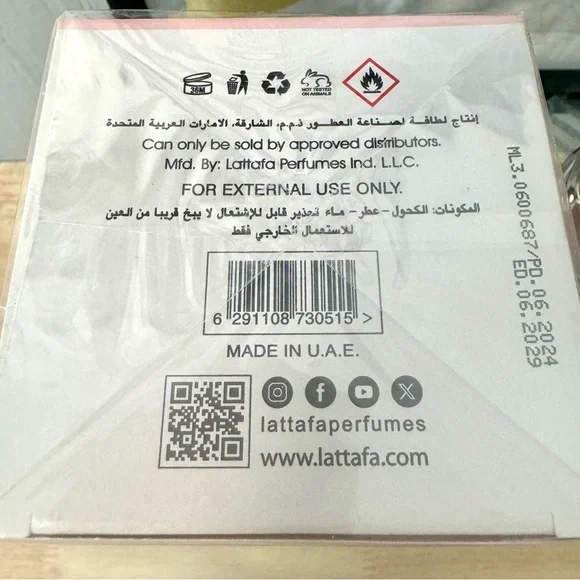 36M
NOT TESTED
ON ANIMALS
إنتاج لطافة لصناعة العطور ذ.م.م، الشارقة، الامارات العربية المتحدة
Can only be sold by approved distributors.
Mfd. By: Lattafa Perfumes Ind. L.L.C.
FOR EXTERNAL USE ONLY.
المكونات: الكحول-عطر- ماء تحذير قابل للإشتعال لا يبخ قريبا من العين
للاستعمال الخارجي فقط
6 291108 730515 >
MADE IN U.A.E.
lattafaperfumes
www.lattafa.com
ML3.0600687/PD.06.2024
ED.06.2029